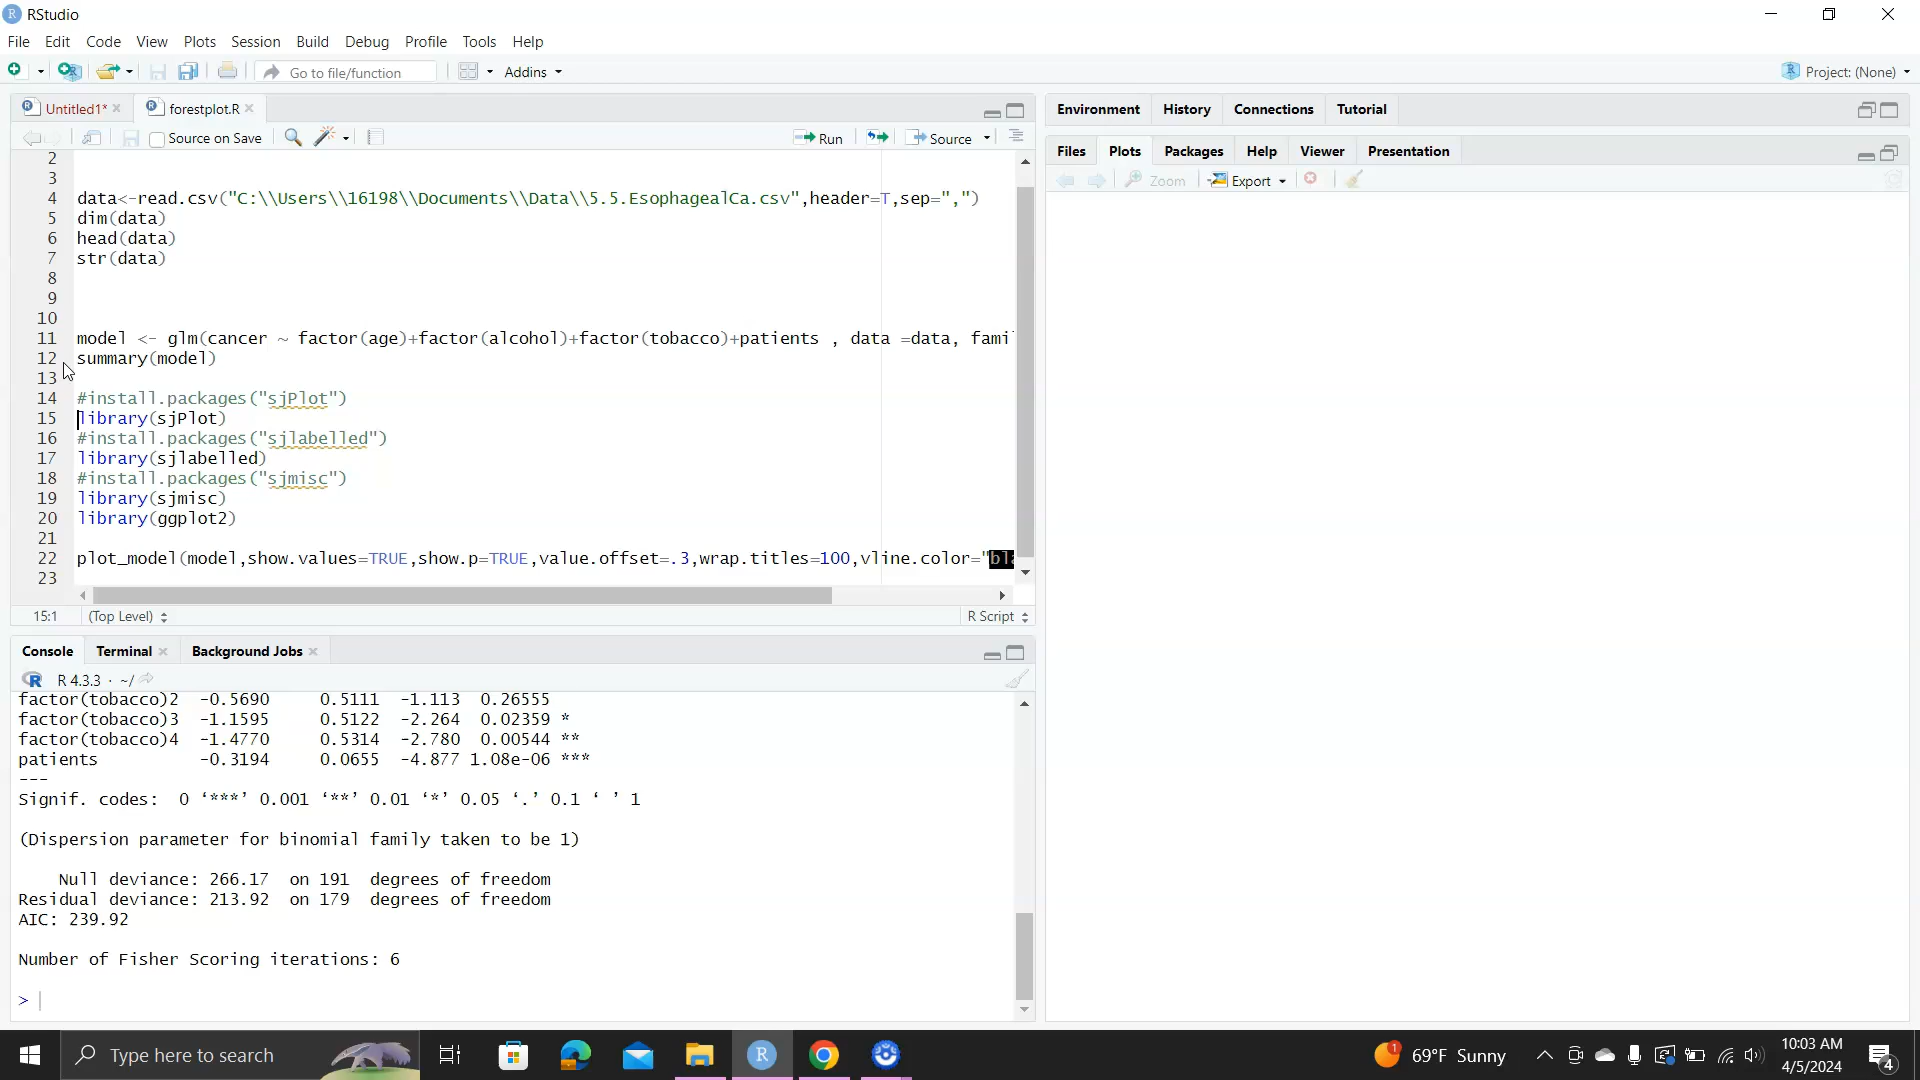 RStudio
File Edit Code View Plots Session Build Debug Profile Tools Help
Go to file/function Addins Project: (None)
Untitled1* forestplot.R
Source on Save Run Source
2
3
4 data<-read.csv("C:\\Users\\16198\\Documents\\Data\\5.5.EsophagealCa.csv",header=T,sep=",")
5 dim(data)
6 head(data)
7 str(data)
8
9
10
11 model <- glm(cancer ~ factor(age)+factor(alcohol)+factor(tobacco)+patients , data =data, fami
12 summary(model)
13
14 #install.packages("sjPlot")
15 library(sjPlot)
16 #install.packages("sjlabelled")
17 library(sjlabelled)
18 #install.packages("sjmisc")
19 library(sjmisc)
20 library(ggplot2)
21
22 plot_model(model,show.values=TRUE,show.p=TRUE,value.offset=.3,wrap.titles=100,vline.color="bla
23
15:1 (Top Level) R Script
Console Terminal Background Jobs
R 4.3.3 · ~/
factor(tobacco)2 -0.5690 0.5111 -1.113 0.26555
factor(tobacco)3 -1.1595 0.5122 -2.264 0.02359 *
factor(tobacco)4 -1.4770 0.5314 -2.780 0.00544 **
patients -0.3194 0.0655 -4.877 1.08e-06 ***
---
Signif. codes: 0 ‘***’ 0.001 ‘**’ 0.01 ‘*’ 0.05 ‘.’ 0.1 ‘ ’ 1
(Dispersion parameter for binomial family taken to be 1)
Null deviance: 266.17 on 191 degrees of freedom
Residual deviance: 213.92 on 179 degrees of freedom
AIC: 239.92
Number of Fisher Scoring iterations: 6
>
Environment History Connections Tutorial
Files Plots Packages Help Viewer Presentation
Zoom Export
Type here to search
1 69°F Sunny
10:03 AM
4/5/2024
4